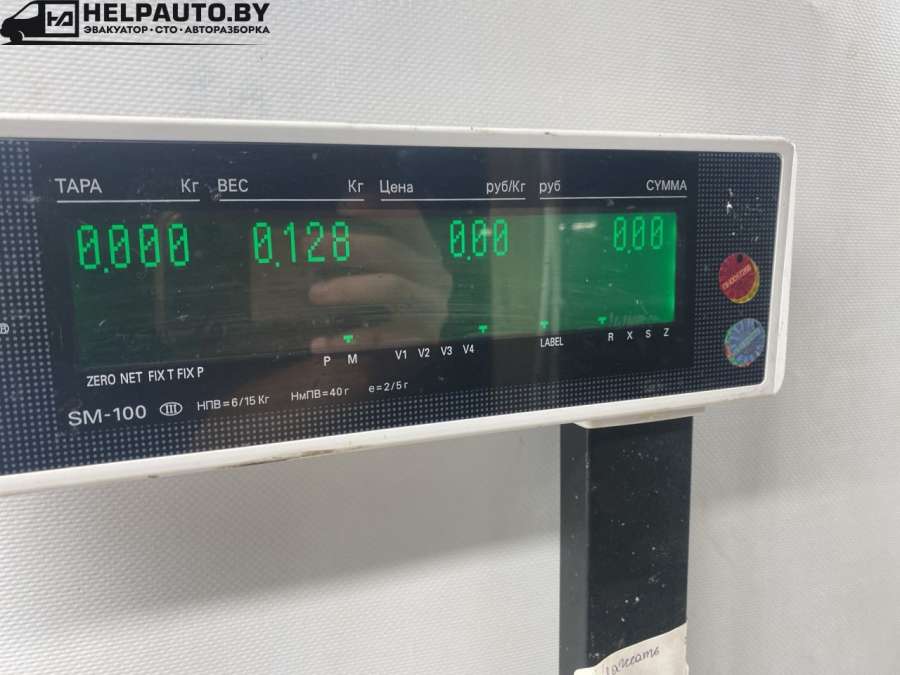 HELPAUTO.BY
ЭВАКУАТОР • СТО • АВТОРАЗБОРКА
ТАРА Кг ВЕС Кг Цена руб/Кг руб СУММА
0.000 0.128 0.00 0.00
P M V1 V2 V3 V4 LABEL R X S Z
ZERO NET FIX T FIX P
SM-100 III НПВ=6/15 Кг НмПВ=40 г e=2/5 г